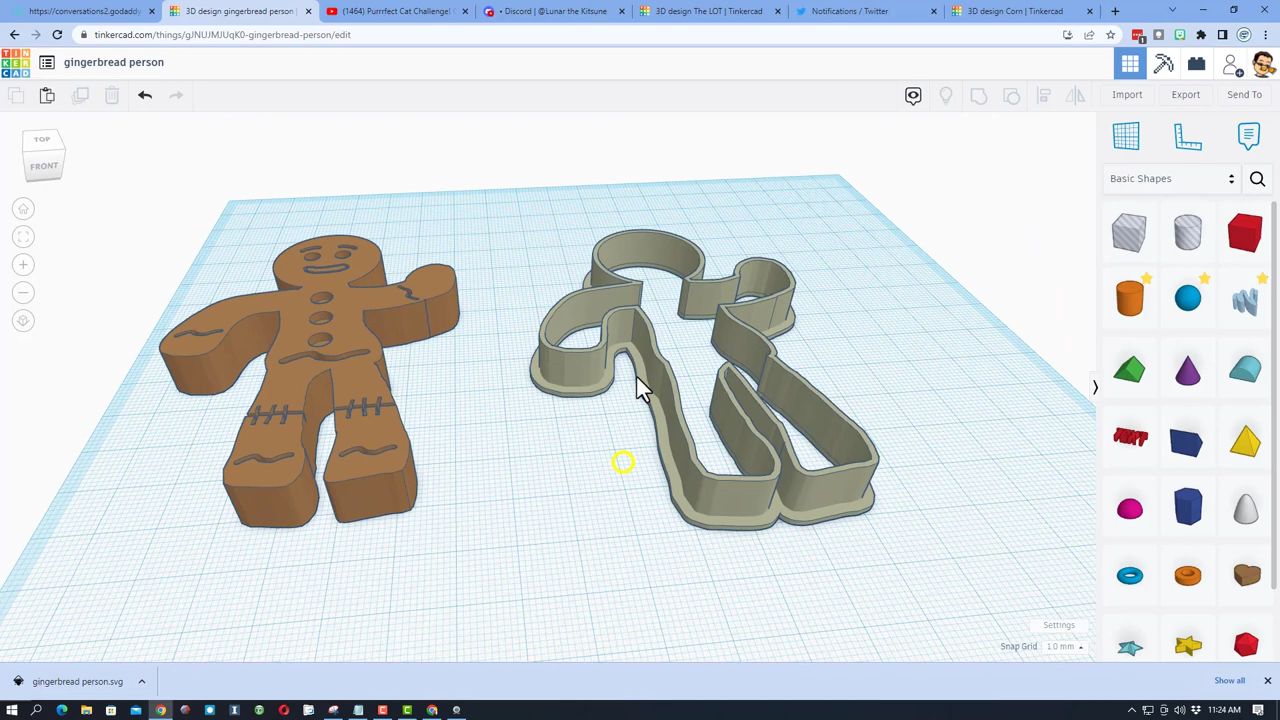 https://conversations2.godaddy
3D design gingerbread person |
(1464) Purrrfect Cat Challenge! C
• Discord | @Lunar the Kitsune
3D design The LOT | Tinkercad
Notifications / Twitter
3D design Corn | Tinkercad
tinkercad.com/things/gJNUJMJUqK0-gingerbread-person/edit
TIN
KER
CAD
gingerbread person
Import
Export
Send To
TOP
FRONT
Basic Shapes
Settings
Snap Grid 1.0 mm
gingerbread person.svg
Show all
11:24 AM